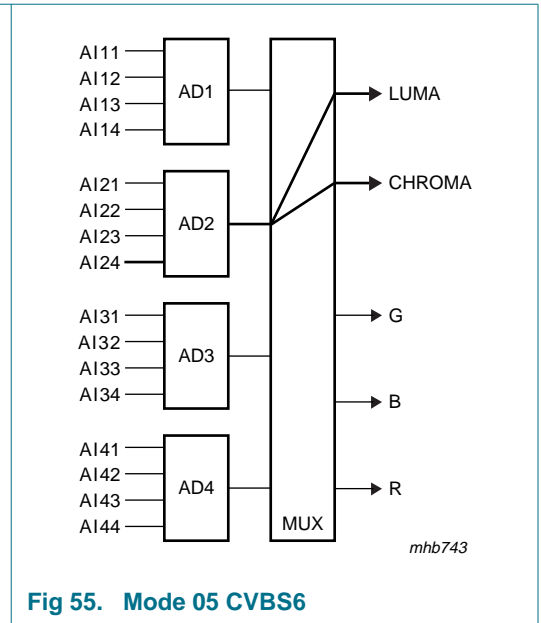 AI11
AI12
AI13
AI14
AD1
LUMA
CHROMA
AI21
AI22
AI23
AI24
AD2
AI31
AI32
AI33
AI34
AD3
G
B
AI41
AI42
AI43
AI44
AD4
R
MUX
mhb743
Fig 55. Mode 05 CVBS6